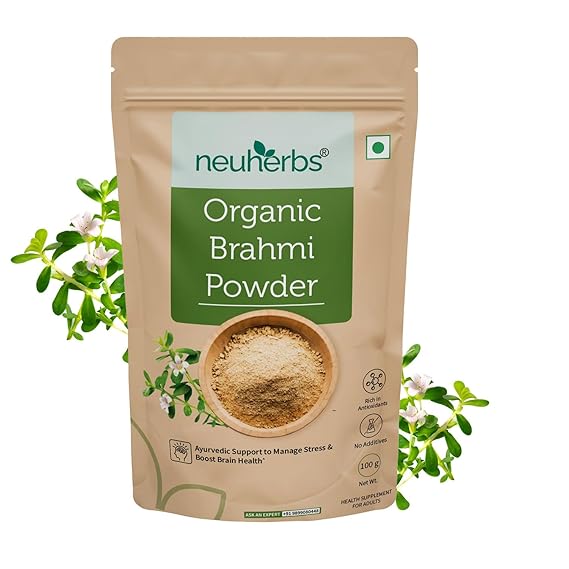 neuherbs®
Organic
Brahmi
Powder
Rich in
Antioxidants
No Additives
100 g
Net Wt.
Ayurvedic Support to Manage Stress &
Boost Brain Health*
HEALTH SUPPLEMENT
FOR ADULTS
ASK AN EXPERT